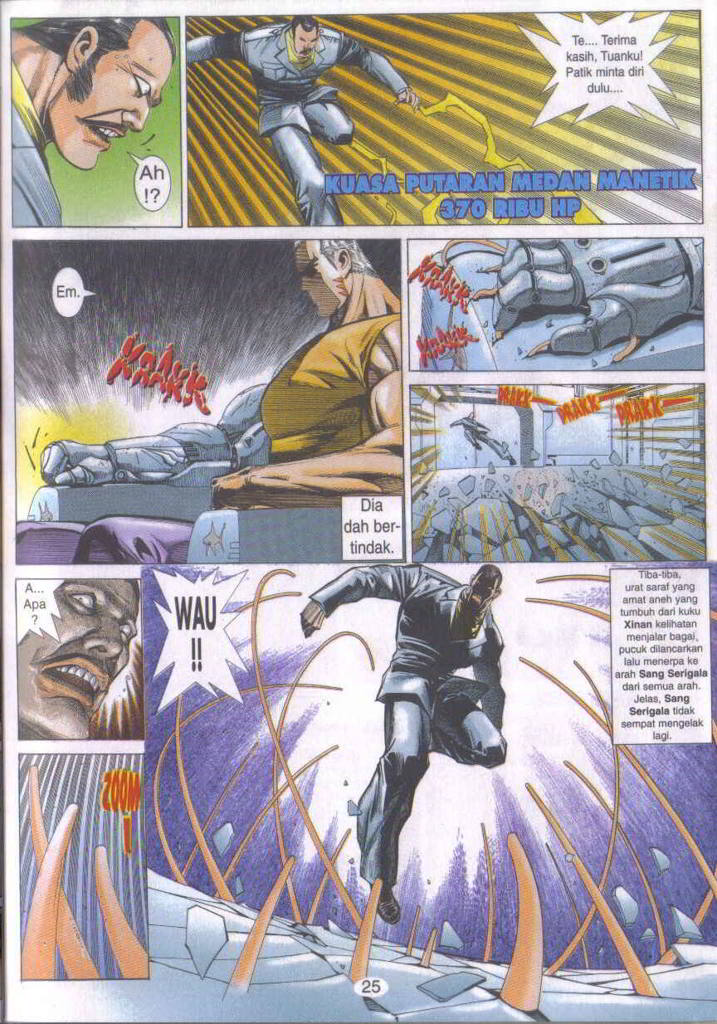 Ah
!?
Te.... Terima
kasih, Tuanku!
Patik minta diri
dulu....
KUASA PUTARAN MEDAN MANETIK
370 RIBU HP
Em.
KRAKK
Dia
dah ber-
tindak.
KRAKK
KRAKK
PRAKK
PRAKK
PRAKK
A...
Apa
?
WAU
!!
Tiba-tiba,
urat saraf yang
amat aneh yang
tumbuh dari kuku
Xinan kelihatan
menjalar bagai,
pucuk dilancarkan
lalu menerpa ke
arah Sang Serigala
dari semua arah.
Jelas, Sang
Serigala tidak
sempat mengelak
lagi.
ZOOM
!!
25